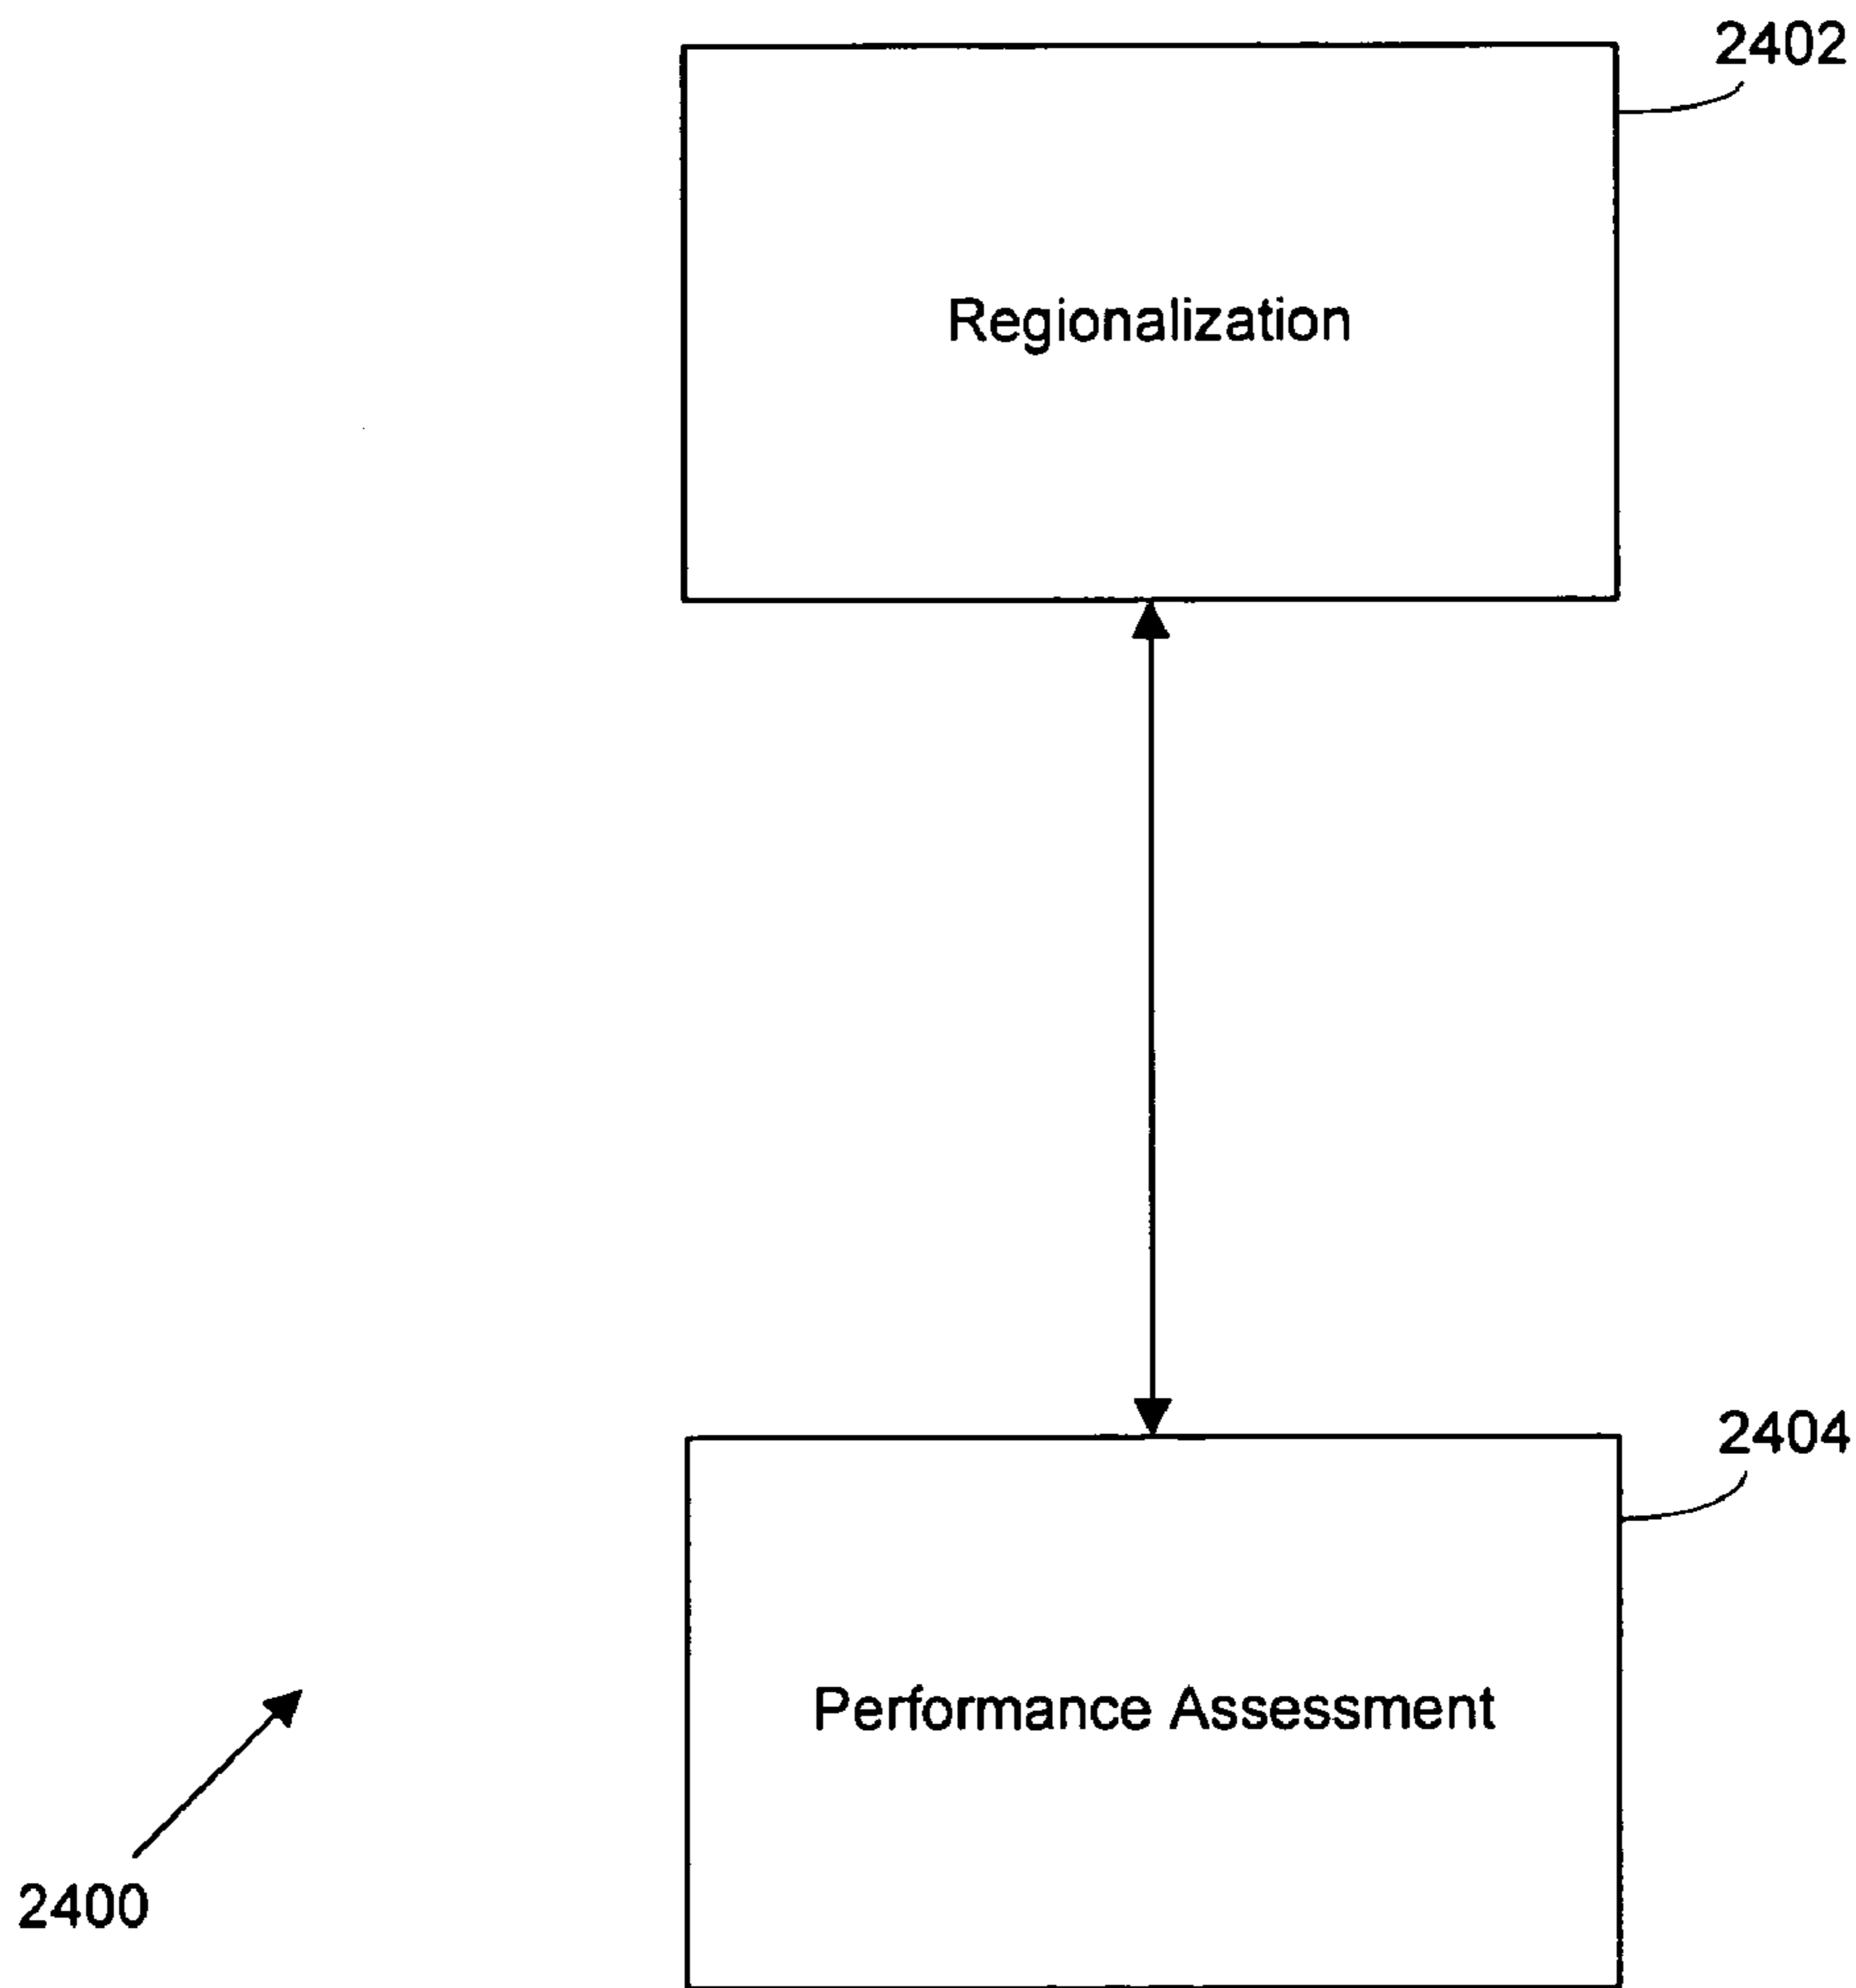 2402
Regionalization
2404
Performance Assessment
2400